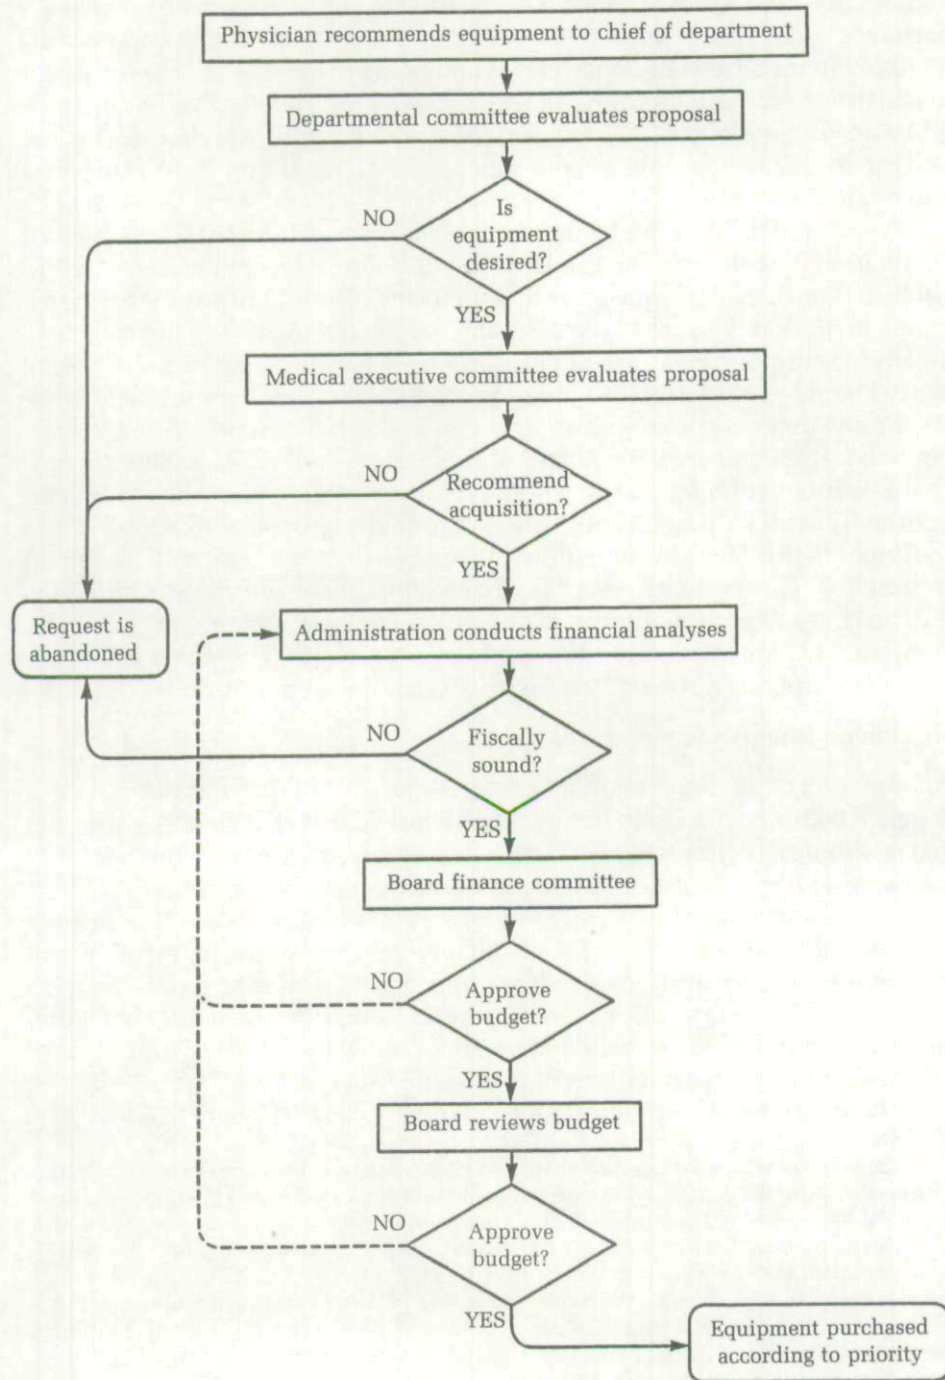 Physician recommends equipment to chief of department
Departmental committee evaluates proposal
Is
equipment
desired?
NO
YES
Medical executive committee evaluates proposal
Recommend
acquisition?
NO
YES
Request is
abandoned
Administration conducts financial analyses
Fiscally
sound?
NO
YES
Board finance committee
Approve
budget?
NO
YES
Board reviews budget
Approve
budget?
NO
YES
Equipment purchased
according to priority